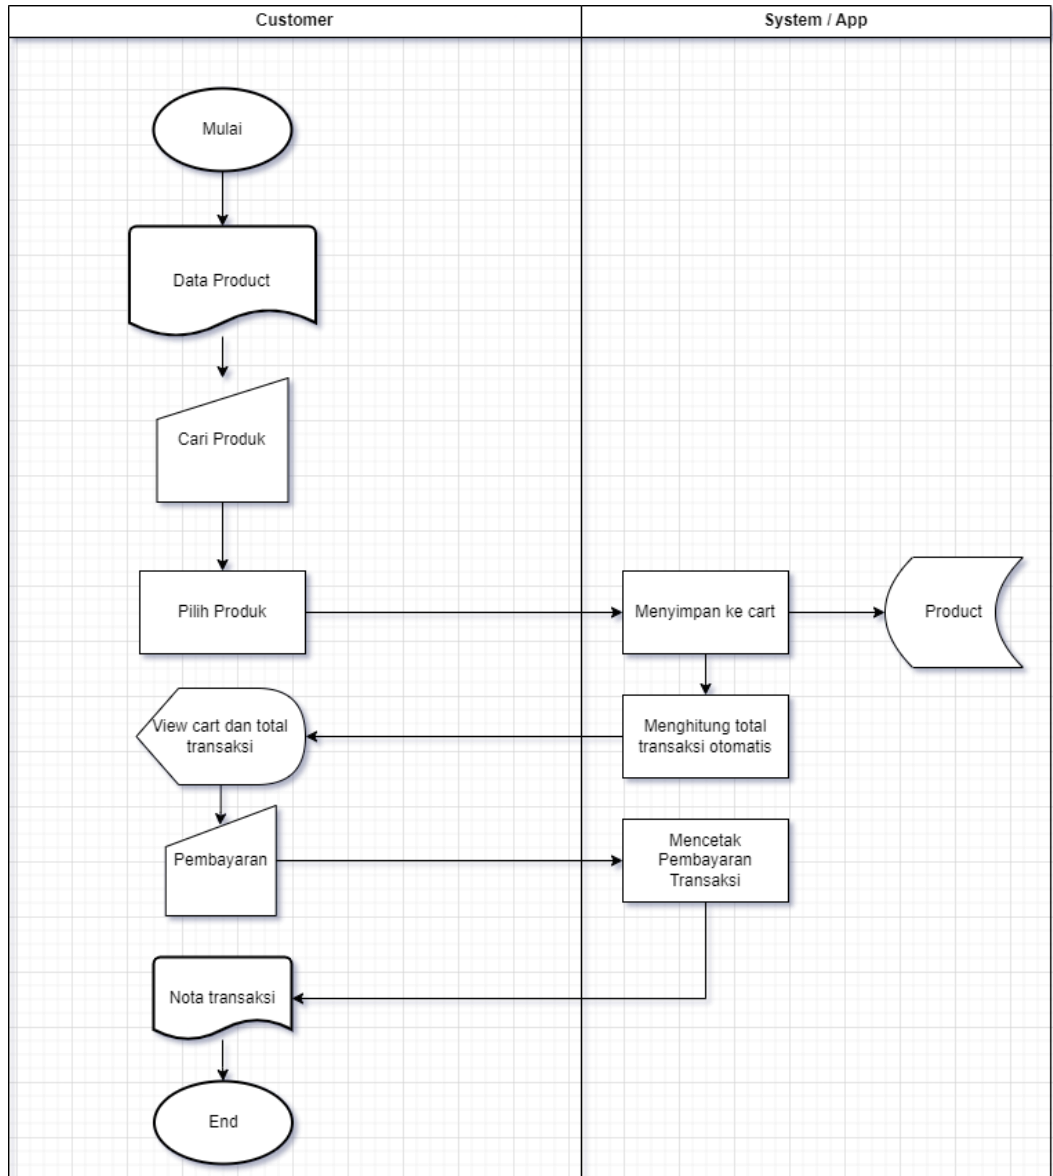 Customer
System / App
Mulai
Data Product
Cari Produk
Pilih Produk
Menyimpan ke cart
Product
View cart dan total
transaksi
Menghitung total
transaksi otomatis
Pembayaran
Mencetak
Pembayaran
Transaksi
Nota transaksi
End